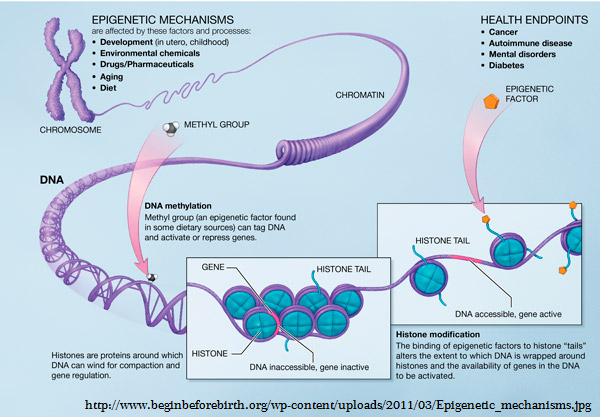 EPIGENETIC MECHANISMS
are affected by these factors and processes:
• Development (in utero, childhood)
• Environmental chemicals
• Drugs/Pharmaceuticals
• Aging
• Diet
HEALTH ENDPOINTS
• Cancer
• Autoimmune disease
• Mental disorders
• Diabetes
EPIGENETIC
FACTOR
CHROMATIN
CHROMOSOME
METHYL GROUP
DNA
DNA methylation
Methyl group (an epigenetic factor found
in some dietary sources) can tag DNA
and activate or repress genes.
HISTONE TAIL
GENE
HISTONE TAIL
DNA accessible, gene active
HISTONE
DNA inaccessible, gene inactive
Histones are proteins around which
DNA can wind for compaction and
gene regulation.
Histone modification
The binding of epigenetic factors to histone “tails”
alters the extent to which DNA is wrapped around
histones and the availability of genes in the DNA
to be activated.
http://www.beginbeforebirth.org/wp-content/uploads/2011/03/Epigenetic_mechanisms.jpg